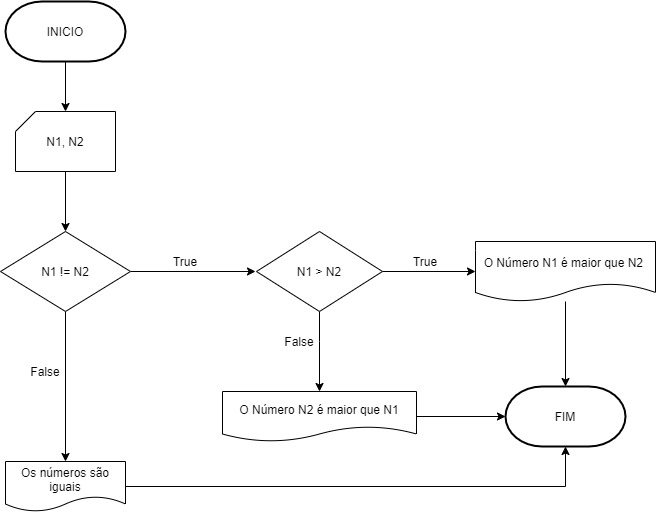 INICIO
N1, N2
N1 != N2
True
N1 > N2
True
O Número N1 é maior que N2
False
False
O Número N2 é maior que N1
FIM
Os números são
iguais